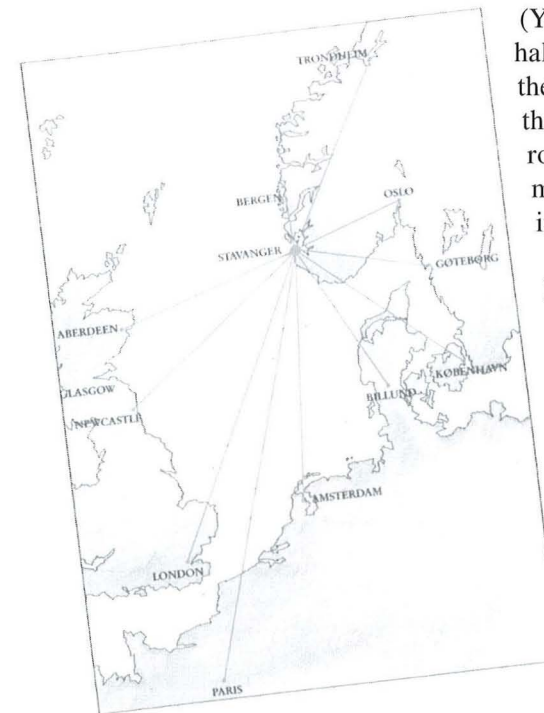 (Y
hal
the
th
ro
m
i
TRONDHEIM
BERGEN
OSLO
STAVANGER
GØTEBORG
ABERDEEN
GLASGOW
NEWCASTLE
KØBENHAVN
BILLUND
AMSTERDAM
LONDON
PARIS